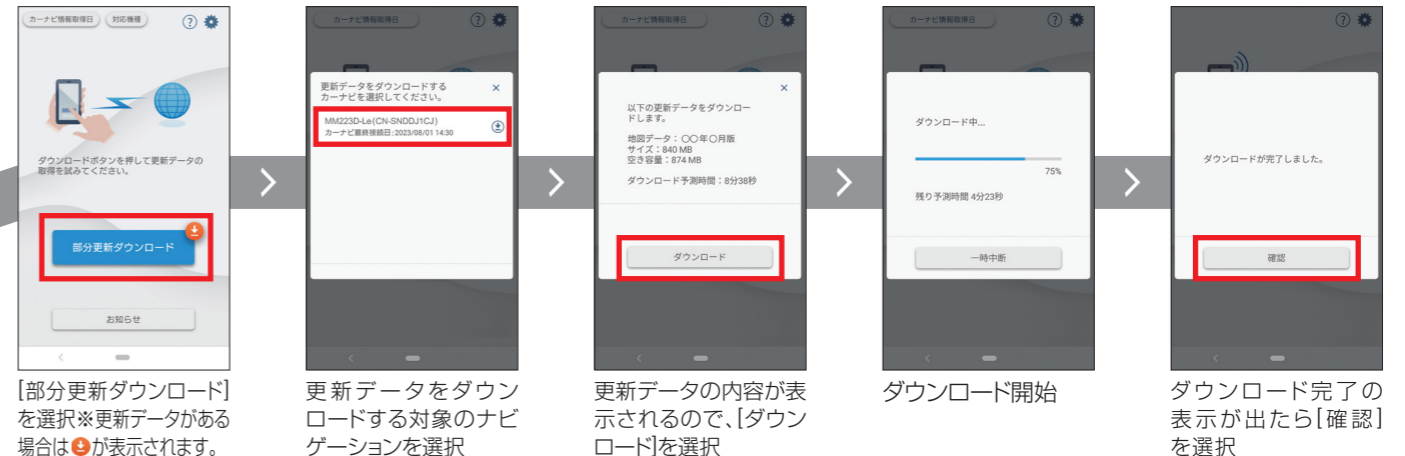 カーナビ情報取得日
対応機種
?
ダウンロードボタンを押して更新データの
取得を試みてください。
部分更新ダウンロード
お知らせ
[部分更新ダウンロード]
を選択※更新データがある
場合は が表示されます。
カーナビ情報取得日
?
更新データをダウンロードする
カーナビを選択してください。
×
MM223D-Le(CN-SNDDJ1CJ)
カーナビ最終接続日:2023/08/01 14:30
更新データをダウン
ロードする対象のナビ
ゲーションを選択
カーナビ情報取得日
?
×
以下の更新データをダウンロー
ドします。
地図データ：〇〇年〇月版
サイズ：840 MB
空き容量：874 MB
ダウンロード予測時間：8分38秒
ダウンロード
更新データの内容が表
示されるので、[ダウン
ロード]を選択
カーナビ情報取得日
?
ダウンロード中...
75%
残り予測時間 4分23秒
一時中断
ダウンロード開始
?
ダウンロードが完了しました。
確認
ダウンロード完了の
表示が出たら[確認]
を選択